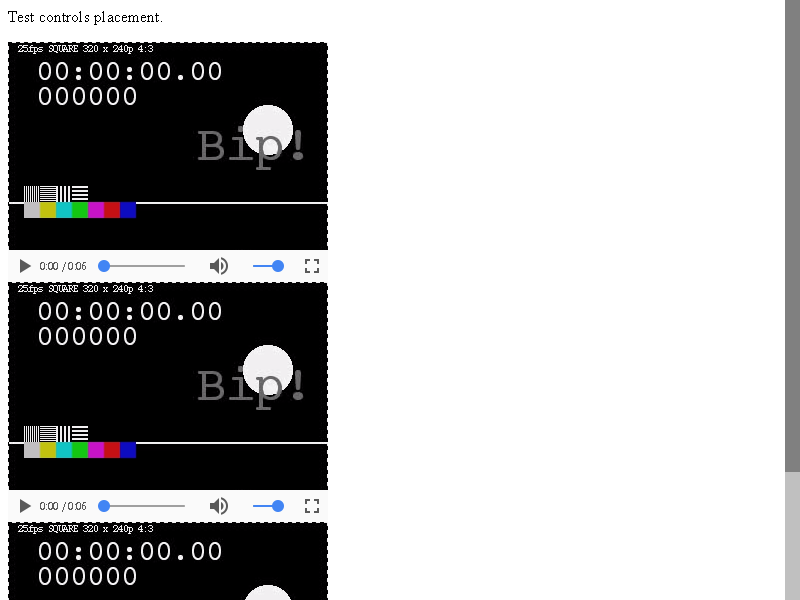 Test controls placement.
25fps SQUARE 320 x 240p 4:3
00:00:00.00
000000
Bip!
0:00 / 0:06
25fps SQUARE 320 x 240p 4:3
00:00:00.00
000000
Bip!
0:00 / 0:06
25fps SQUARE 320 x 240p 4:3
00:00:00.00
000000